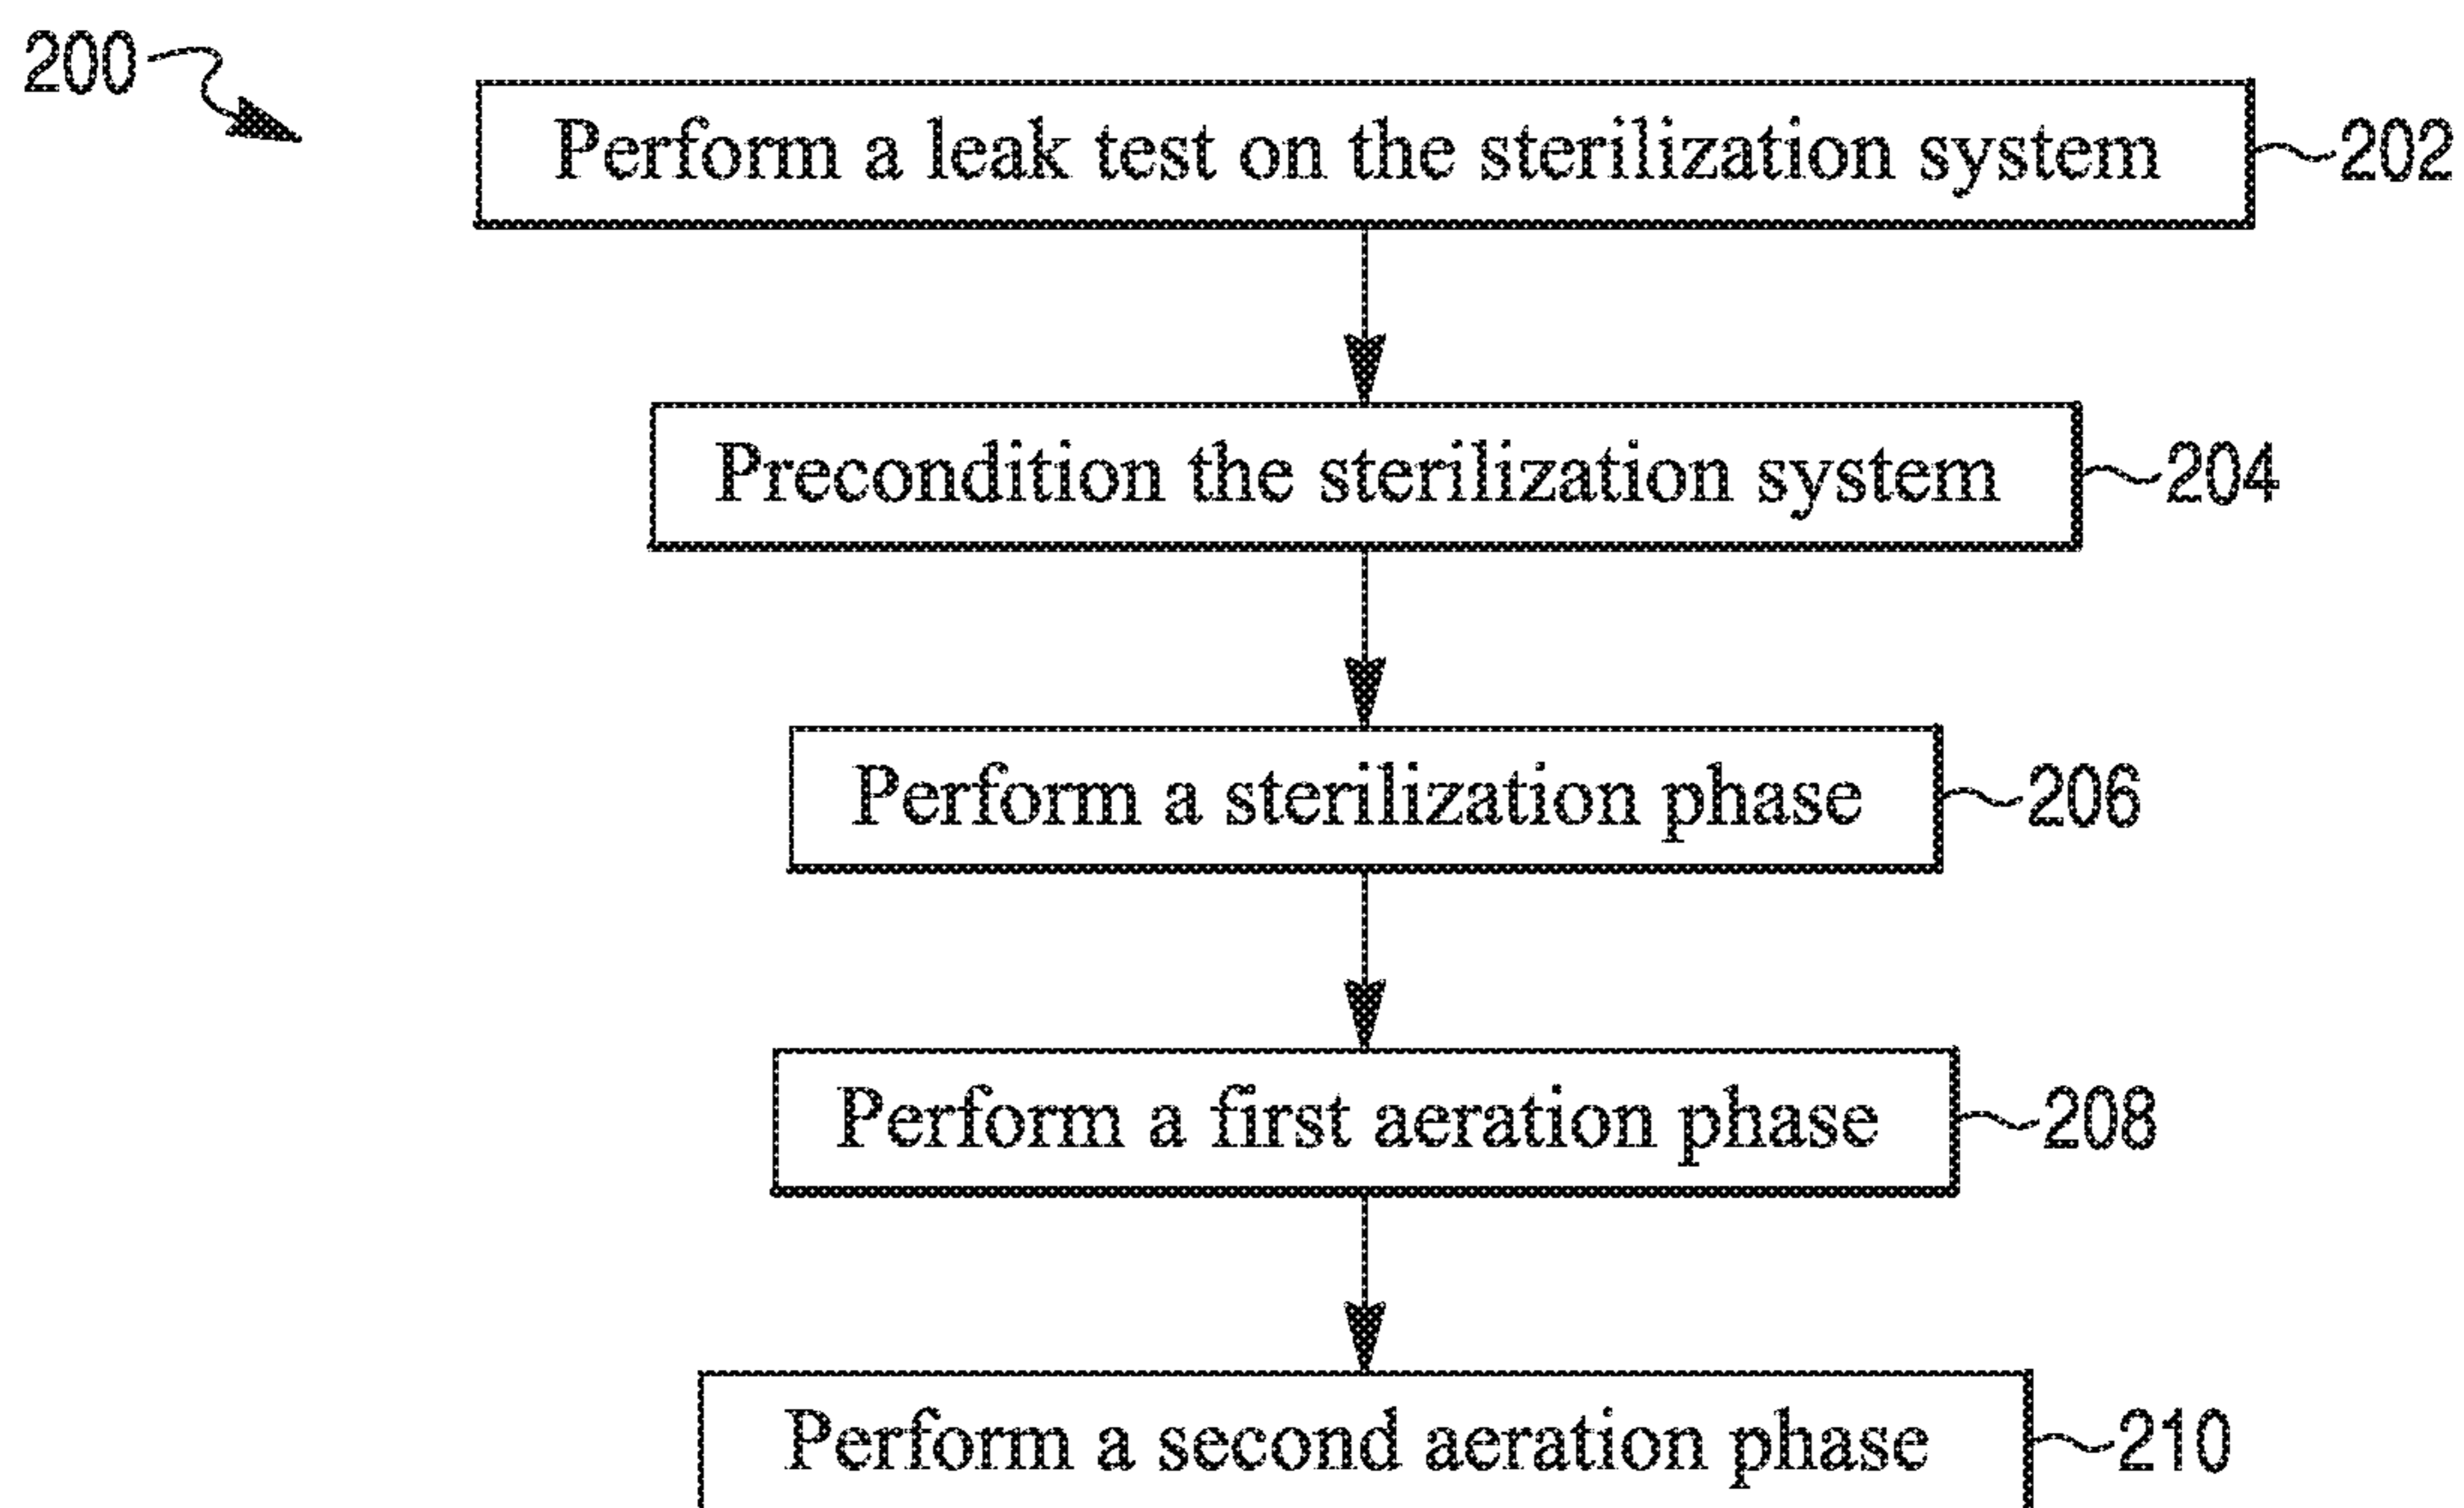 200
Perform a leak test on the sterilization system 202
Precondition the sterilization system 204
Perform a sterilization phase 206
Perform a first aeration phase 208
Perform a second aeration phase 210